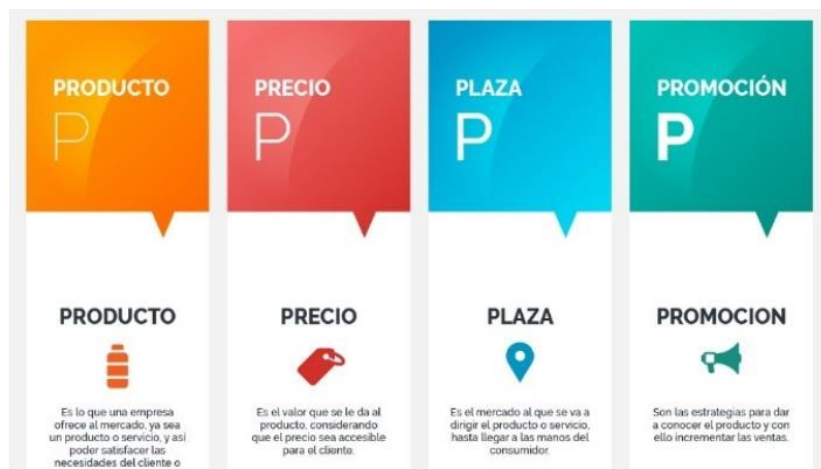 PRODUCTO
P
PRECIO
P
PLAZA
P
PROMOCIÓN
P
PRODUCTO
Es lo que una empresa
ofrece al mercado, ya sea
un producto o servicio, y asi
poder satisfacer las
necesidades del cliente o
PRECIO
Es el valor que se le da al
producto, considerando
que el precio sea accesible
para el cliente.
PLAZA
Es el mercado al que se va a
dirigir el producto o servicio,
hasta llegar a las manos del
consumidor.
PROMOCION
Son las estrategias para dar
a conocer el producto y con
ello incrementar las ventas.